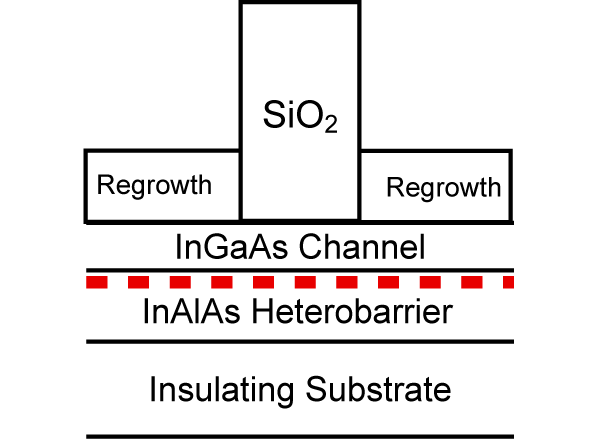 SiO₂
Regrowth
Regrowth
InGaAs Channel
InAlAs Heterobarrier
Insulating Substrate